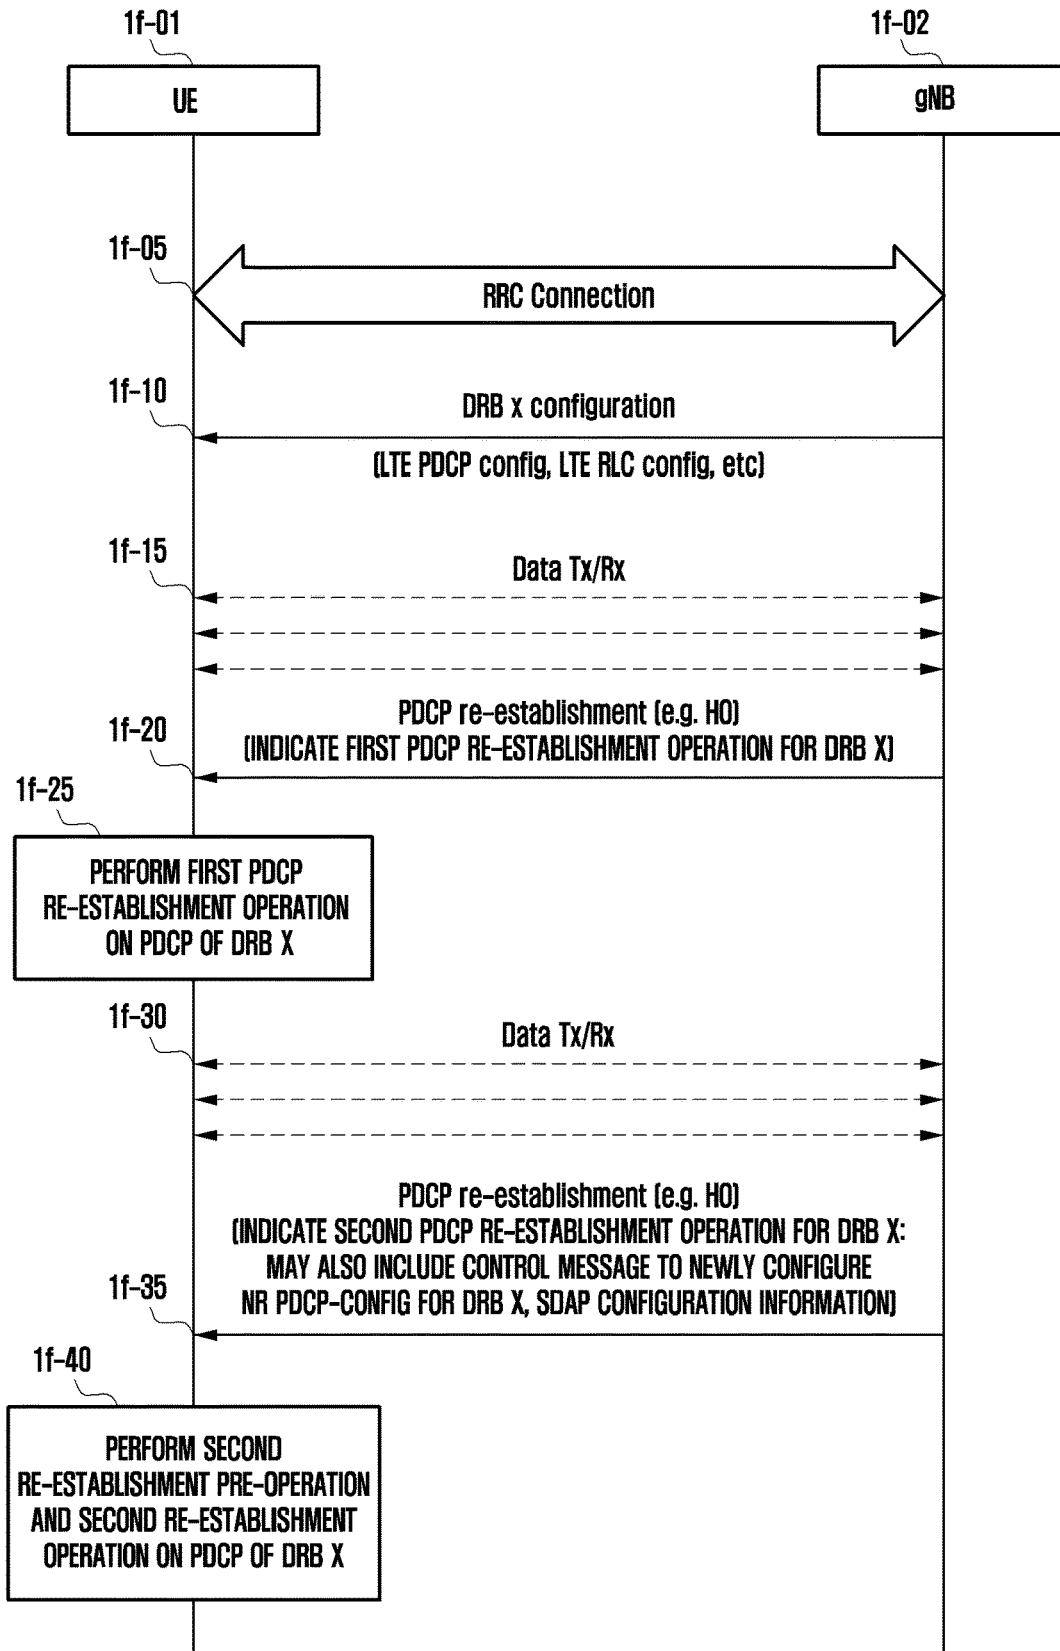 1f-01
1f-02
UE
gNB
1f-05
RRC Connection
1f-10
DRB x configuration
(LTE PDCP config, LTE RLC config, etc)
1f-15
Data Tx/Rx
PDCP re-establishment (e.g. HO)
1f-20
(INDICATE FIRST PDCP RE-ESTABLISHMENT OPERATION FOR DRB X)
1f-25
PERFORM FIRST PDCP
RE-ESTABLISHMENT OPERATION
ON PDCP OF DRB X
1f-30
Data Tx/Rx
PDCP re-establishment (e.g. HO)
(INDICATE SECOND PDCP RE-ESTABLISHMENT OPERATION FOR DRB X:
MAY ALSO INCLUDE CONTROL MESSAGE TO NEWLY CONFIGURE
1f-35
NR PDCP-CONFIG FOR DRB X, SDAP CONFIGURATION INFORMATION)
1f-40
PERFORM SECOND
RE-ESTABLISHMENT PRE-OPERATION
AND SECOND RE-ESTABLISHMENT
OPERATION ON PDCP OF DRB X